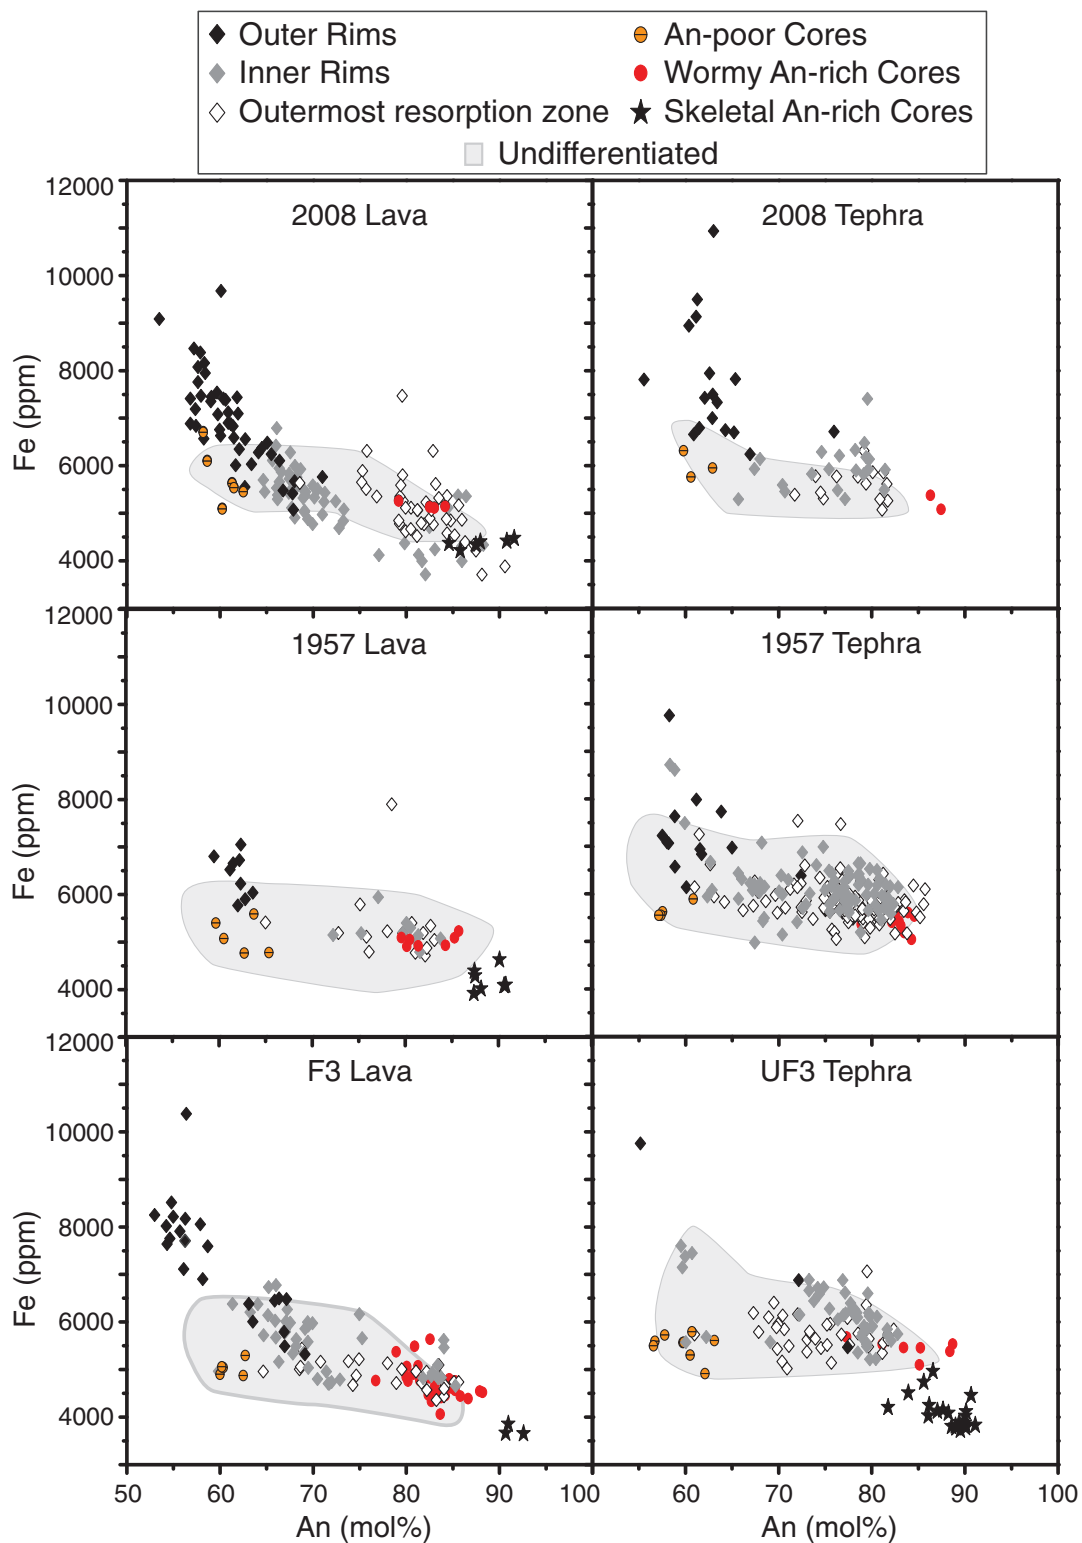 Outer Rims
An-poor Cores
Inner Rims
Wormy An-rich Cores
Outermost resorption zone
Skeletal An-rich Cores
Undifferentiated
12000
10000
8000
6000
4000
Fe (ppm)
2008 Lava
2008 Tephra
12000
10000
8000
6000
4000
Fe (ppm)
1957 Lava
1957 Tephra
12000
10000
8000
6000
4000
Fe (ppm)
F3 Lava
UF3 Tephra
50 60 70 80 90 100 60 70 80 90 100
An (mol%) An (mol%)